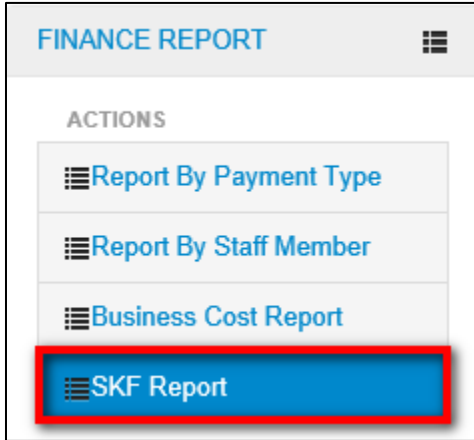 FINANCE REPORT
ACTIONS
Report By Payment Type
Report By Staff Member
Business Cost Report
SKF Report